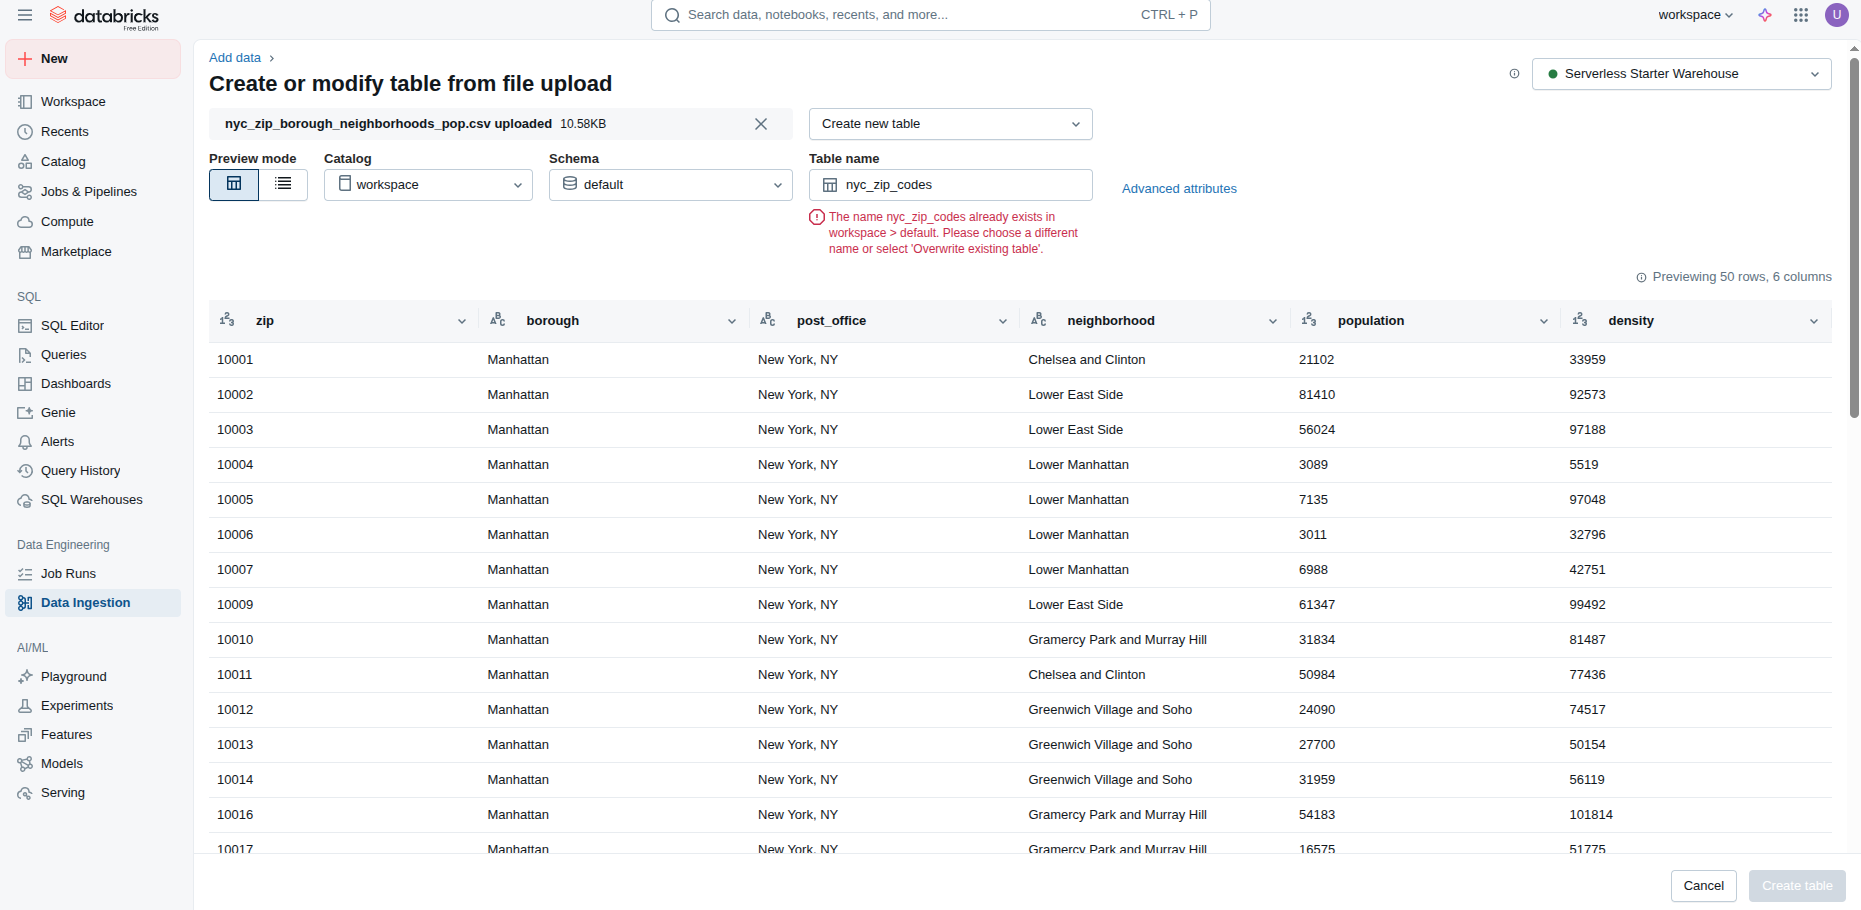 databricks
Free Edition
Search data, notebooks, recents, and more...
CTRL + P
workspace
U
New
Workspace
Recents
Catalog
Jobs & Pipelines
Compute
Marketplace
SQL
SQL Editor
Queries
Dashboards
Genie
Alerts
Query History
SQL Warehouses
Data Engineering
Job Runs
Data Ingestion
AI/ML
Playground
Experiments
Features
Models
Serving
Add data
Create or modify table from file upload
Serverless Starter Warehouse
nyc_zip_borough_neighborhoods_pop.csv uploaded 10.58KB
Create new table
Preview mode
Catalog
workspace
Schema
default
Table name
nyc_zip_codes
Advanced attributes
The name nyc_zip_codes already exists in
workspace > default. Please choose a different
name or select 'Overwrite existing table'.
Previewing 50 rows, 6 columns
zip borough post_office neighborhood population density
10001 Manhattan New York, NY Chelsea and Clinton 21102 33959
10002 Manhattan New York, NY Lower East Side 81410 92573
10003 Manhattan New York, NY Lower East Side 56024 97188
10004 Manhattan New York, NY Lower Manhattan 3089 5519
10005 Manhattan New York, NY Lower Manhattan 7135 97048
10006 Manhattan New York, NY Lower Manhattan 3011 32796
10007 Manhattan New York, NY Lower Manhattan 6988 42751
10009 Manhattan New York, NY Lower East Side 61347 99492
10010 Manhattan New York, NY Gramercy Park and Murray Hill 31834 81487
10011 Manhattan New York, NY Chelsea and Clinton 50984 77436
10012 Manhattan New York, NY Greenwich Village and Soho 24090 74517
10013 Manhattan New York, NY Greenwich Village and Soho 27700 50154
10014 Manhattan New York, NY Greenwich Village and Soho 31959 56119
10016 Manhattan New York, NY Gramercy Park and Murray Hill 54183 101814
10017 Manhattan New York, NY Gramercy Park and Murray Hill 16575 51775
Cancel
Create table